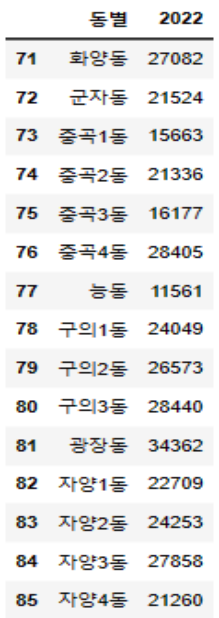 동별 2022
71 화양동 27082
72 군자동 21524
73 중곡1동 15663
74 중곡2동 21336
75 중곡3동 16177
76 중곡4동 28405
77 능동 11561
78 구의1동 24049
79 구의2동 26573
80 구의3동 28440
81 광장동 34362
82 자양1동 22709
83 자양2동 24253
84 자양3동 27858
85 자양4동 21260